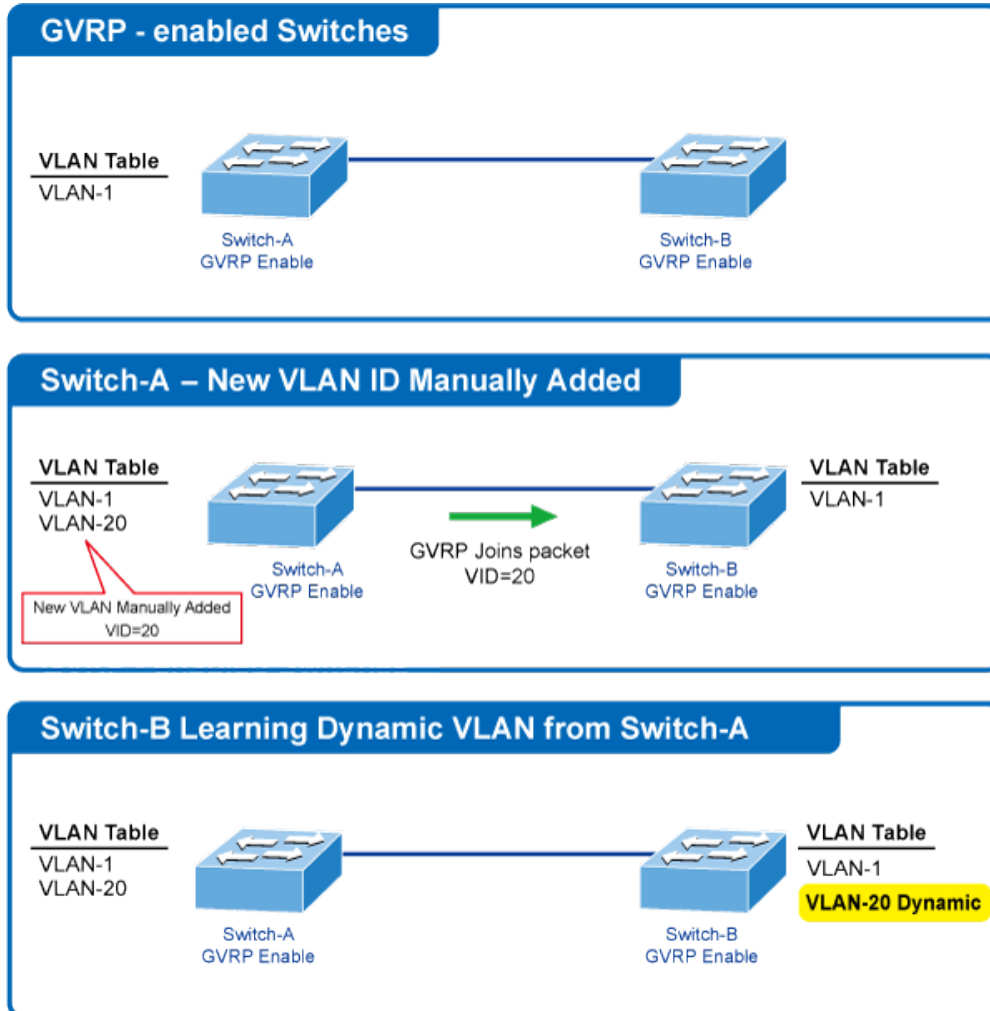 GVRP - enabled Switches
VLAN Table
VLAN-1
Switch-A
GVRP Enable
Switch-B
GVRP Enable
Switch-A – New VLAN ID Manually Added
VLAN Table
VLAN-1
VLAN-20
New VLAN Manually Added
VID=20
Switch-A
GVRP Enable
GVRP Joins packet
VID=20
Switch-B
GVRP Enable
VLAN Table
VLAN-1
Switch-B Learning Dynamic VLAN from Switch-A
VLAN Table
VLAN-1
VLAN-20
Switch-A
GVRP Enable
Switch-B
GVRP Enable
VLAN Table
VLAN-1
VLAN-20 Dynamic